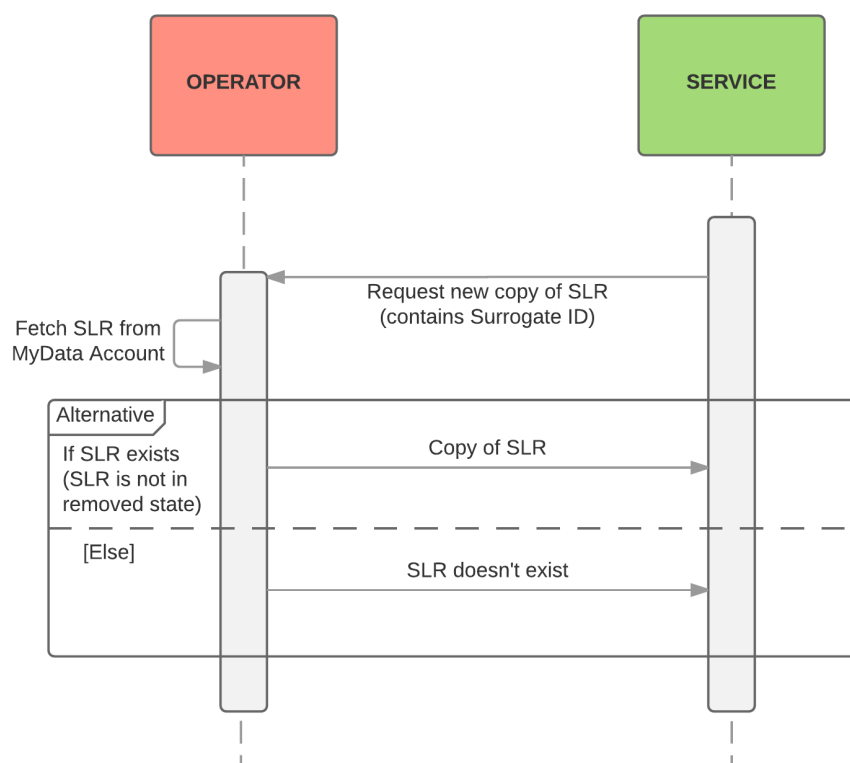 OPERATOR
SERVICE
Request new copy of SLR
(contains Surrogate ID)
Fetch SLR from
MyData Account
Alternative
If SLR exists
(SLR is not in
removed state)
Copy of SLR
[Else]
SLR doesn't exist